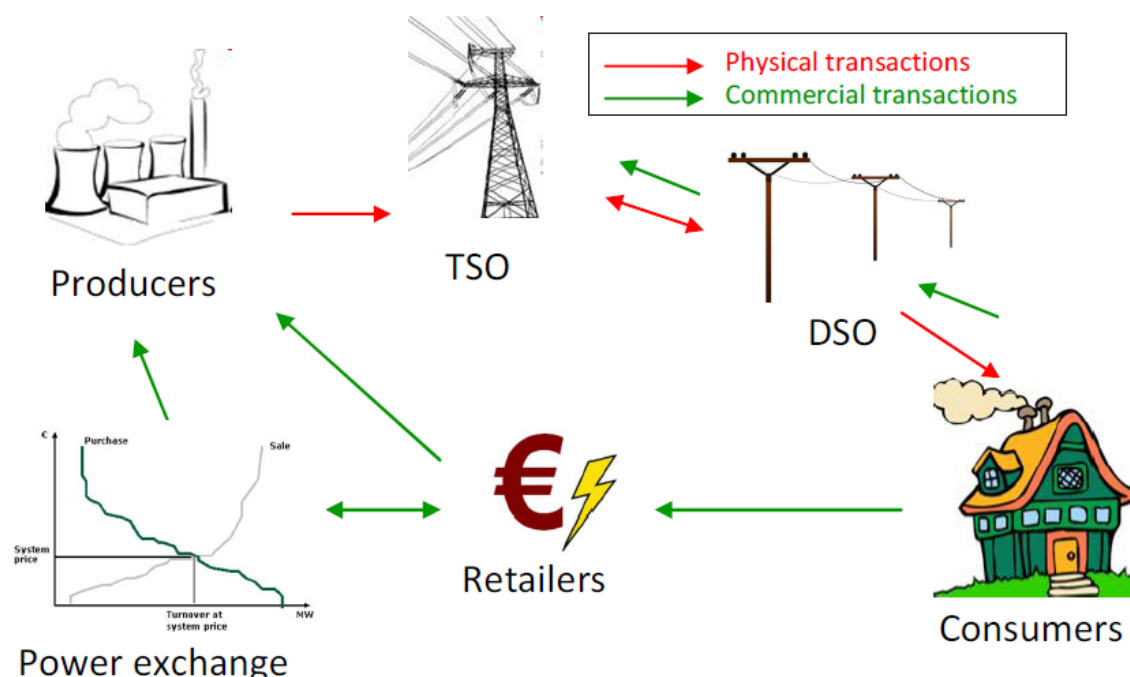 Physical transactions
Commercial transactions
TSO
Producers
DSO
€
Purchase
Sale
System
price
Turnover at
system price
MW
€
Retailers
Consumers
Power exchange